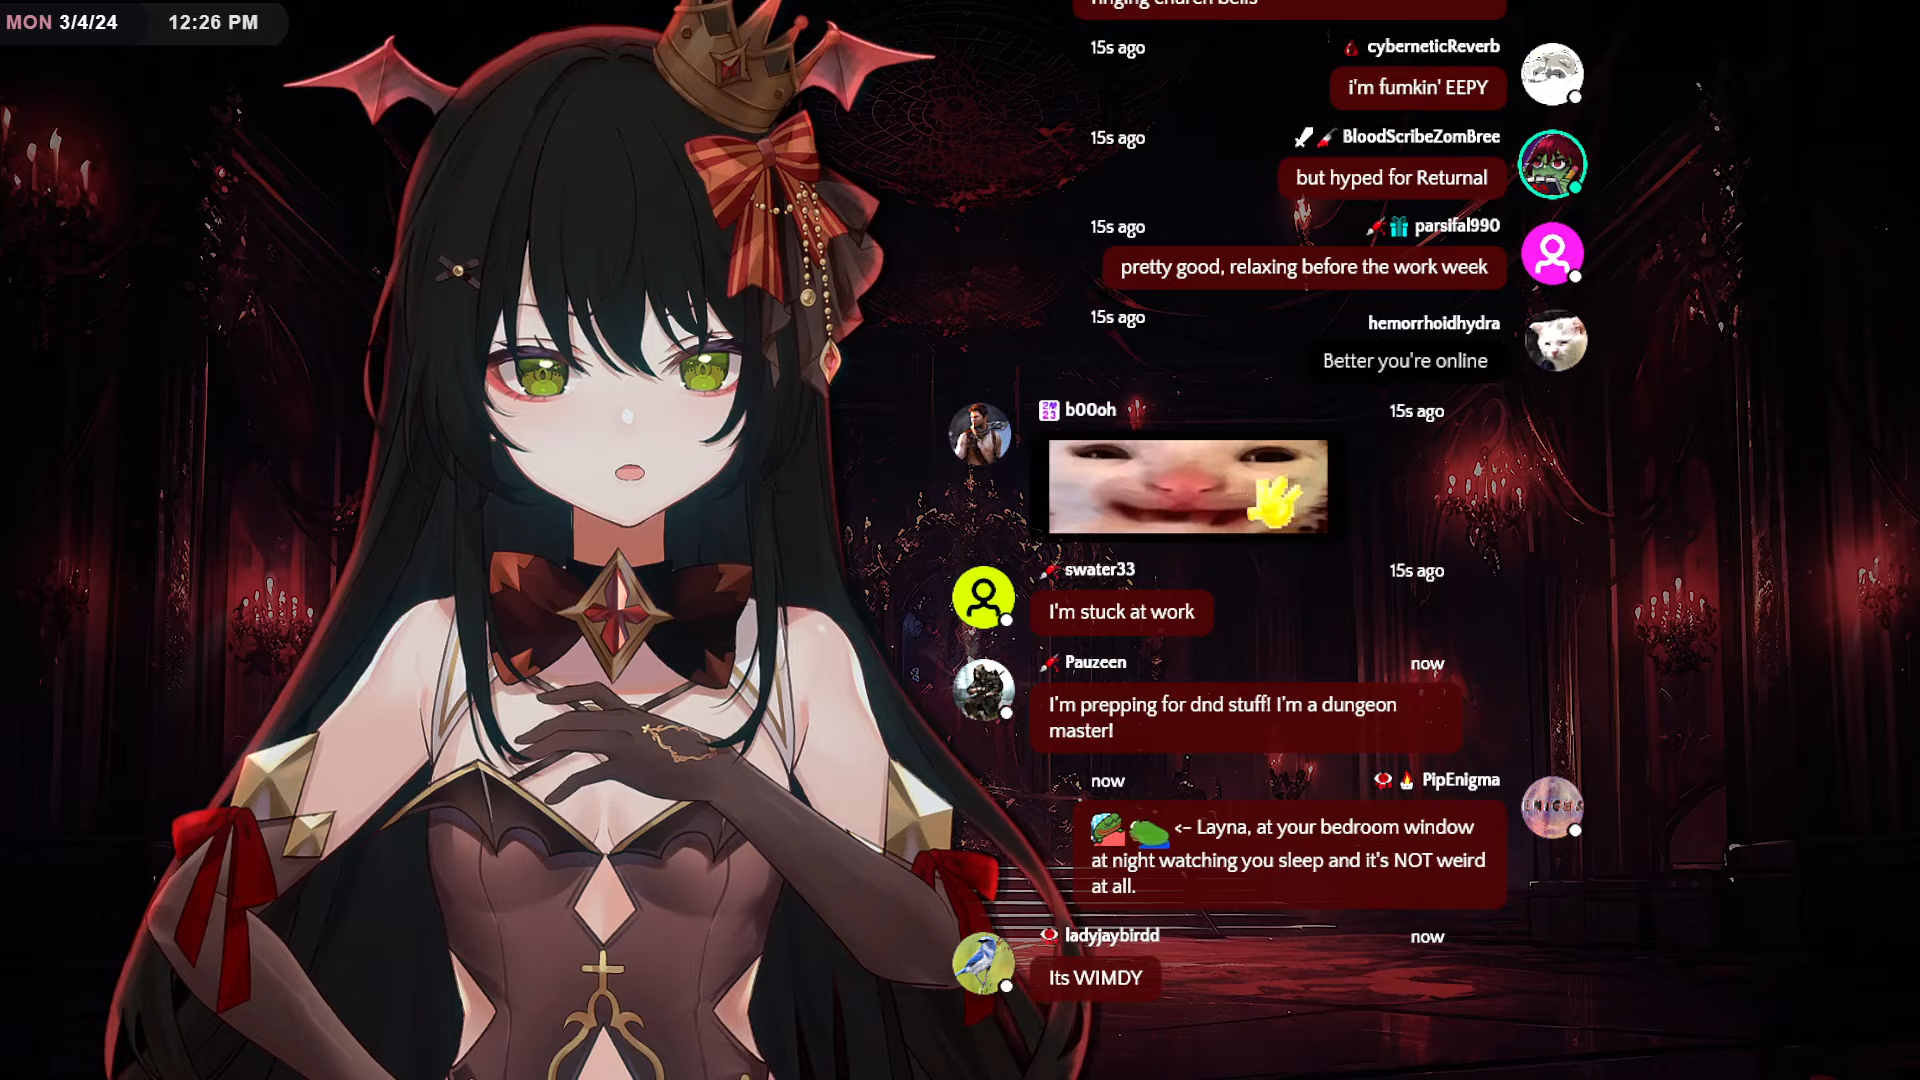 MON 3/4/24 12:26 PM
ringing church bells
15s ago cyberneticReverb
i'm fumkin' EEPY
15s ago BloodScribeZomBree
but hyped for Returnal
15s ago parsifal990
pretty good, relaxing before the work week
15s ago hemorrhoidhydra
Better you're online
b00oh 15s ago
swater33 15s ago
I'm stuck at work
Pauzeen now
I'm prepping for dnd stuff! I'm a dungeon
master!
now PipEnigma
<- Layna, at your bedroom window
at night watching you sleep and it's NOT weird
at all.
ladyjaybirdd now
Its WIMDY